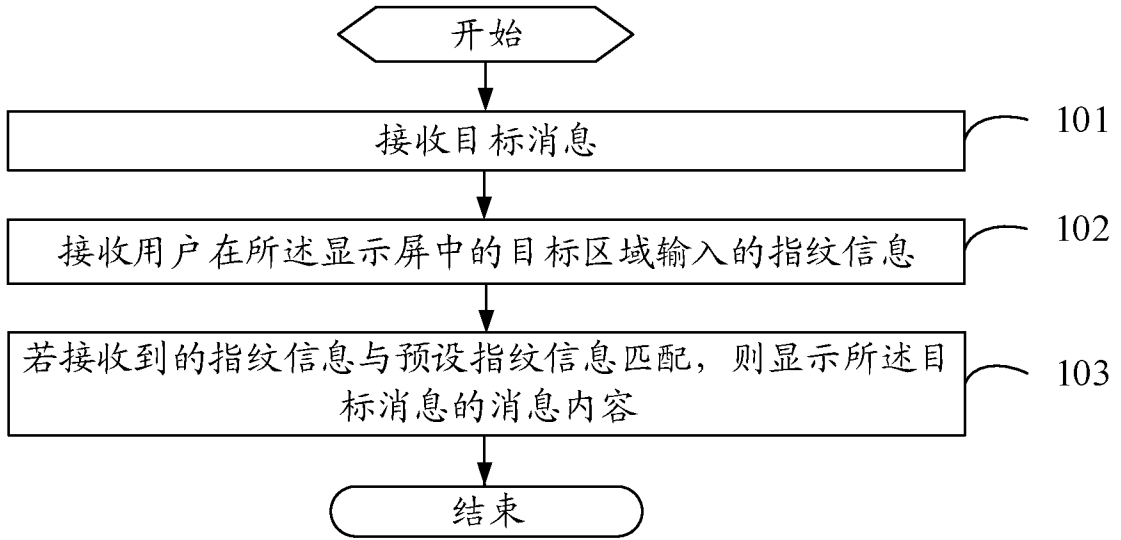 开始
接收目标消息
101
接收用户在所述显示屏中的目标区域输入的指纹信息
102
若接收到的指纹信息与预设指纹信息匹配，则显示所述目
标消息的消息内容
103
结束